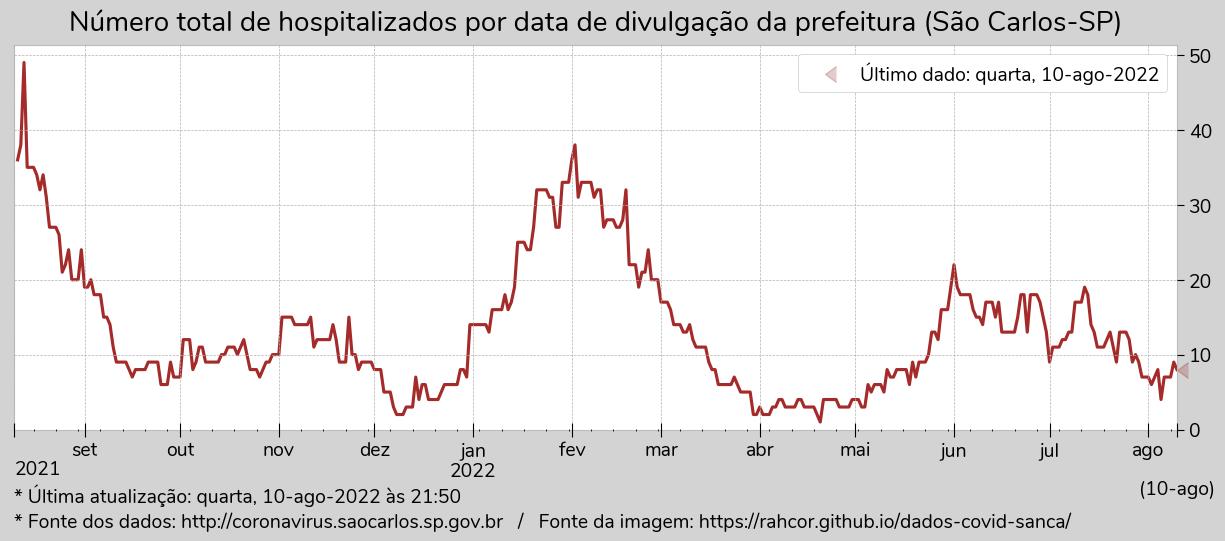 Número total de hospitalizados por data de divulgação da prefeitura (São Carlos-SP)
Último dado: quarta, 10-ago-2022
50
40
30
20
10
0
set out nov dez jan fev mar abr mai jun jul ago
2021 2022
(10-ago)
* Última atualização: quarta, 10-ago-2022 às 21:50
* Fonte dos dados: http://coronavirus.saocarlos.sp.gov.br / Fonte da imagem: https://rahcor.github.io/dados-covid-sanca/